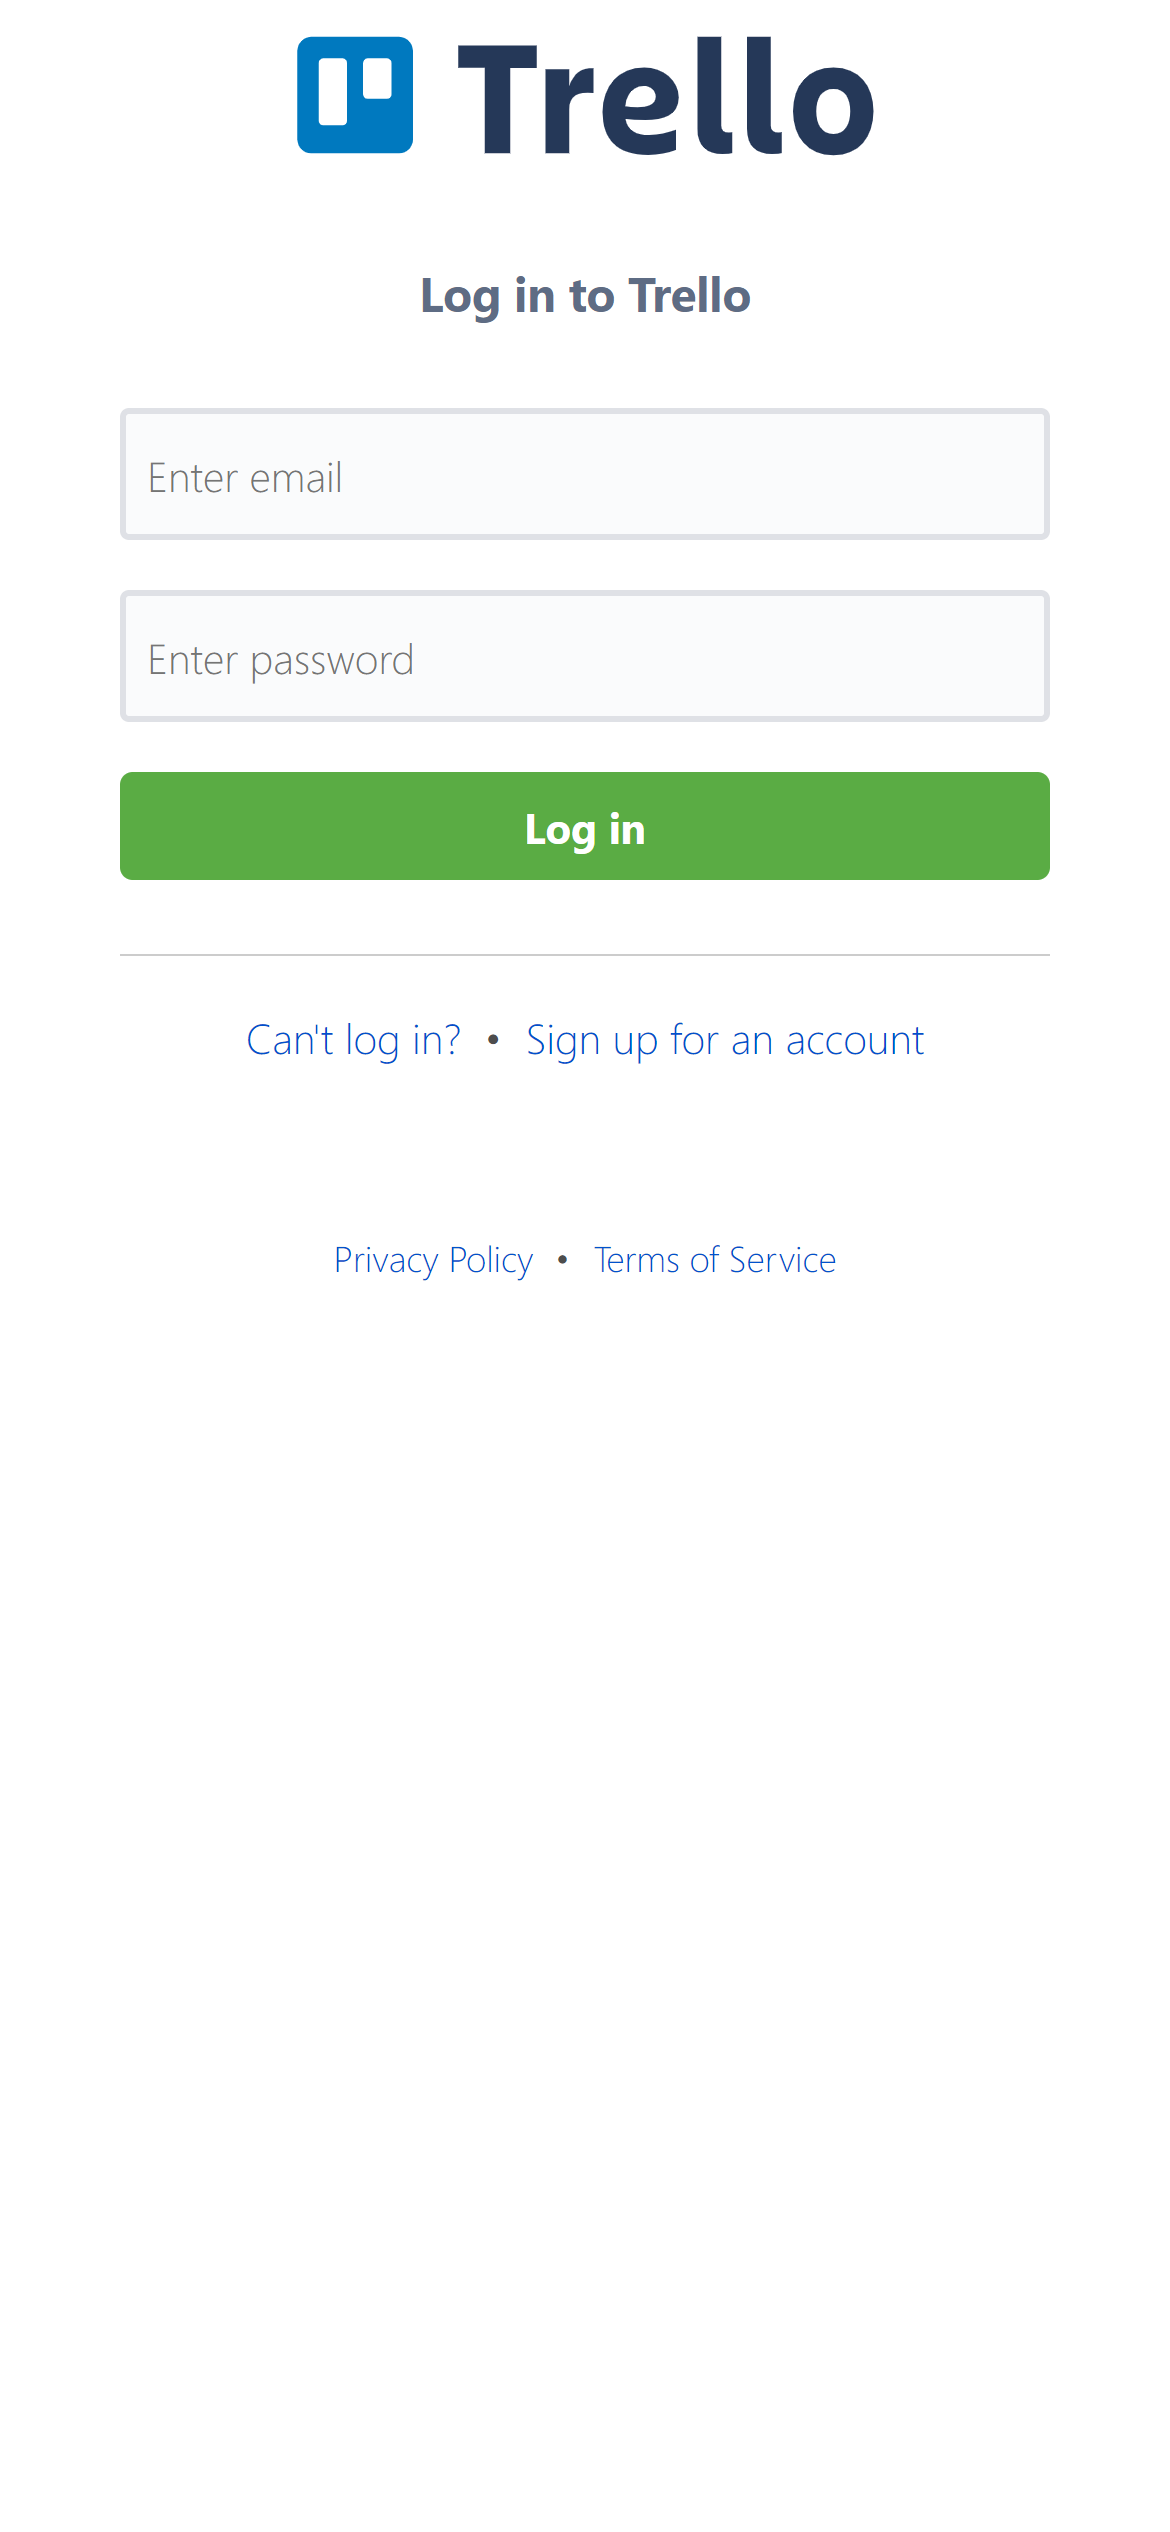 Trello
Log in to Trello
Enter email
Enter password
Log in
Can't log in? • Sign up for an account
Privacy Policy • Terms of Service